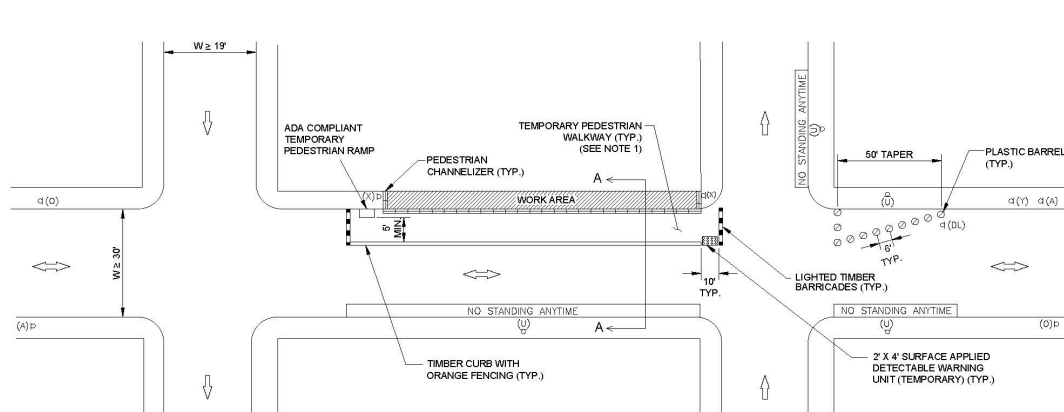 W ≥ 19'
ADA COMPLIANT
TEMPORARY
PEDESTRIAN RAMP
PEDESTRIAN
CHANNELIZER (TYP.)
TEMPORARY PEDESTRIAN
WALKWAY (TYP.)
(SEE NOTE 1)
A
NO STANDING ANYTIME
(U)
50' TAPER
PLASTIC BARREL
(TYP.)
(O)
(X)
WORK AREA
(X)
(U)
(Y)
(A)
(DL)
W ≥ 30'
5'
MIN.
6'
TYP.
10'
TYP.
LIGHTED TIMBER
BARRICADES (TYP.)
NO STANDING ANYTIME
NO STANDING ANYTIME
(A)
(U)
A
(U)
(O)
TIMBER CURB WITH
ORANGE FENCING (TYP.)
2' X 4' SURFACE APPLIED
DETECTABLE WARNING
UNIT (TEMPORARY) (TYP.)